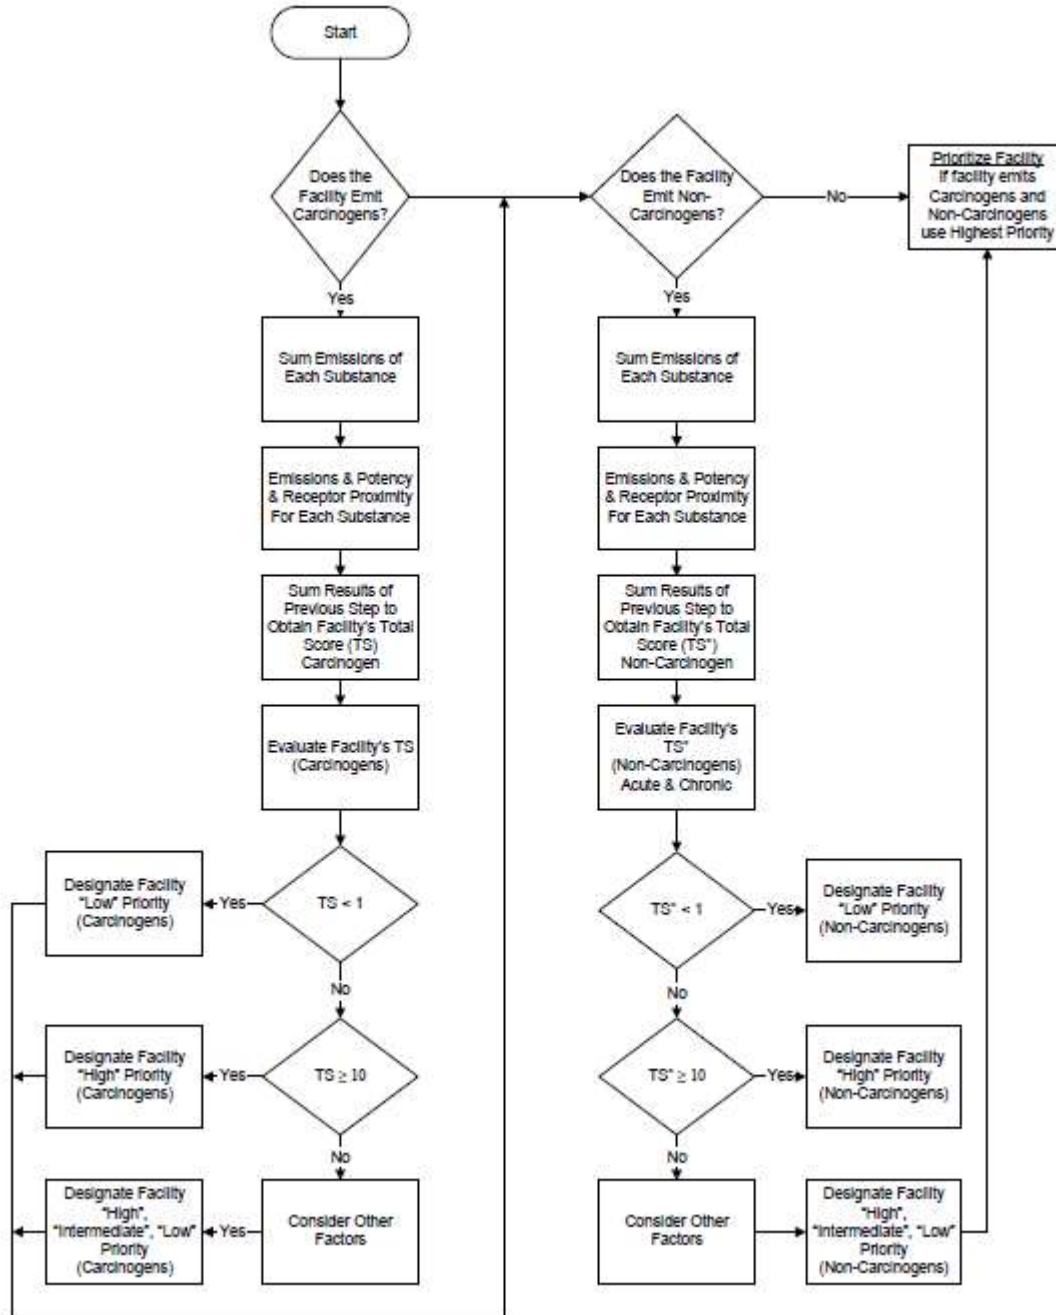 Start
Does the
Facility Emit
Carcinogens?
Yes
Sum Emissions of
Each Substance
Emissions & Potency
& Receptor Proximity
For Each Substance
Sum Results of
Previous Step to
Obtain Facility's Total
Score (TS)
Carcinogen
Evaluate Facility's TS
(Carcinogens)
TS < 1
Yes
Designate Facility
"Low" Priority
(Carcinogens)
No
TS ≥ 10
Yes
Designate Facility
"High" Priority
(Carcinogens)
No
Consider Other
Factors
Yes
Designate Facility
"High",
"Intermediate", "Low"
Priority
(Carcinogens)
Does the Facility
Emit Non-
Carcinogens?
No
Prioritize Facility
If facility emits
Carcinogens and
Non-Carcinogens
use Highest Priority
Yes
Sum Emissions of
Each Substance
Emissions & Potency
& Receptor Proximity
For Each Substance
Sum Results of
Previous Step to
Obtain Facility's Total
Score (TS*)
Non-Carcinogen
Evaluate Facility's
TS*
(Non-Carcinogens)
Acute & Chronic
TS* < 1
Yes
Designate Facility
"Low" Priority
(Non-Carcinogens)
No
TS* ≥ 10
Yes
Designate Facility
"High" Priority
(Non-Carcinogens)
No
Consider Other
Factors
Designate Facility
"High",
"Intermediate", "Low"
Priority
(Non-Carcinogens)